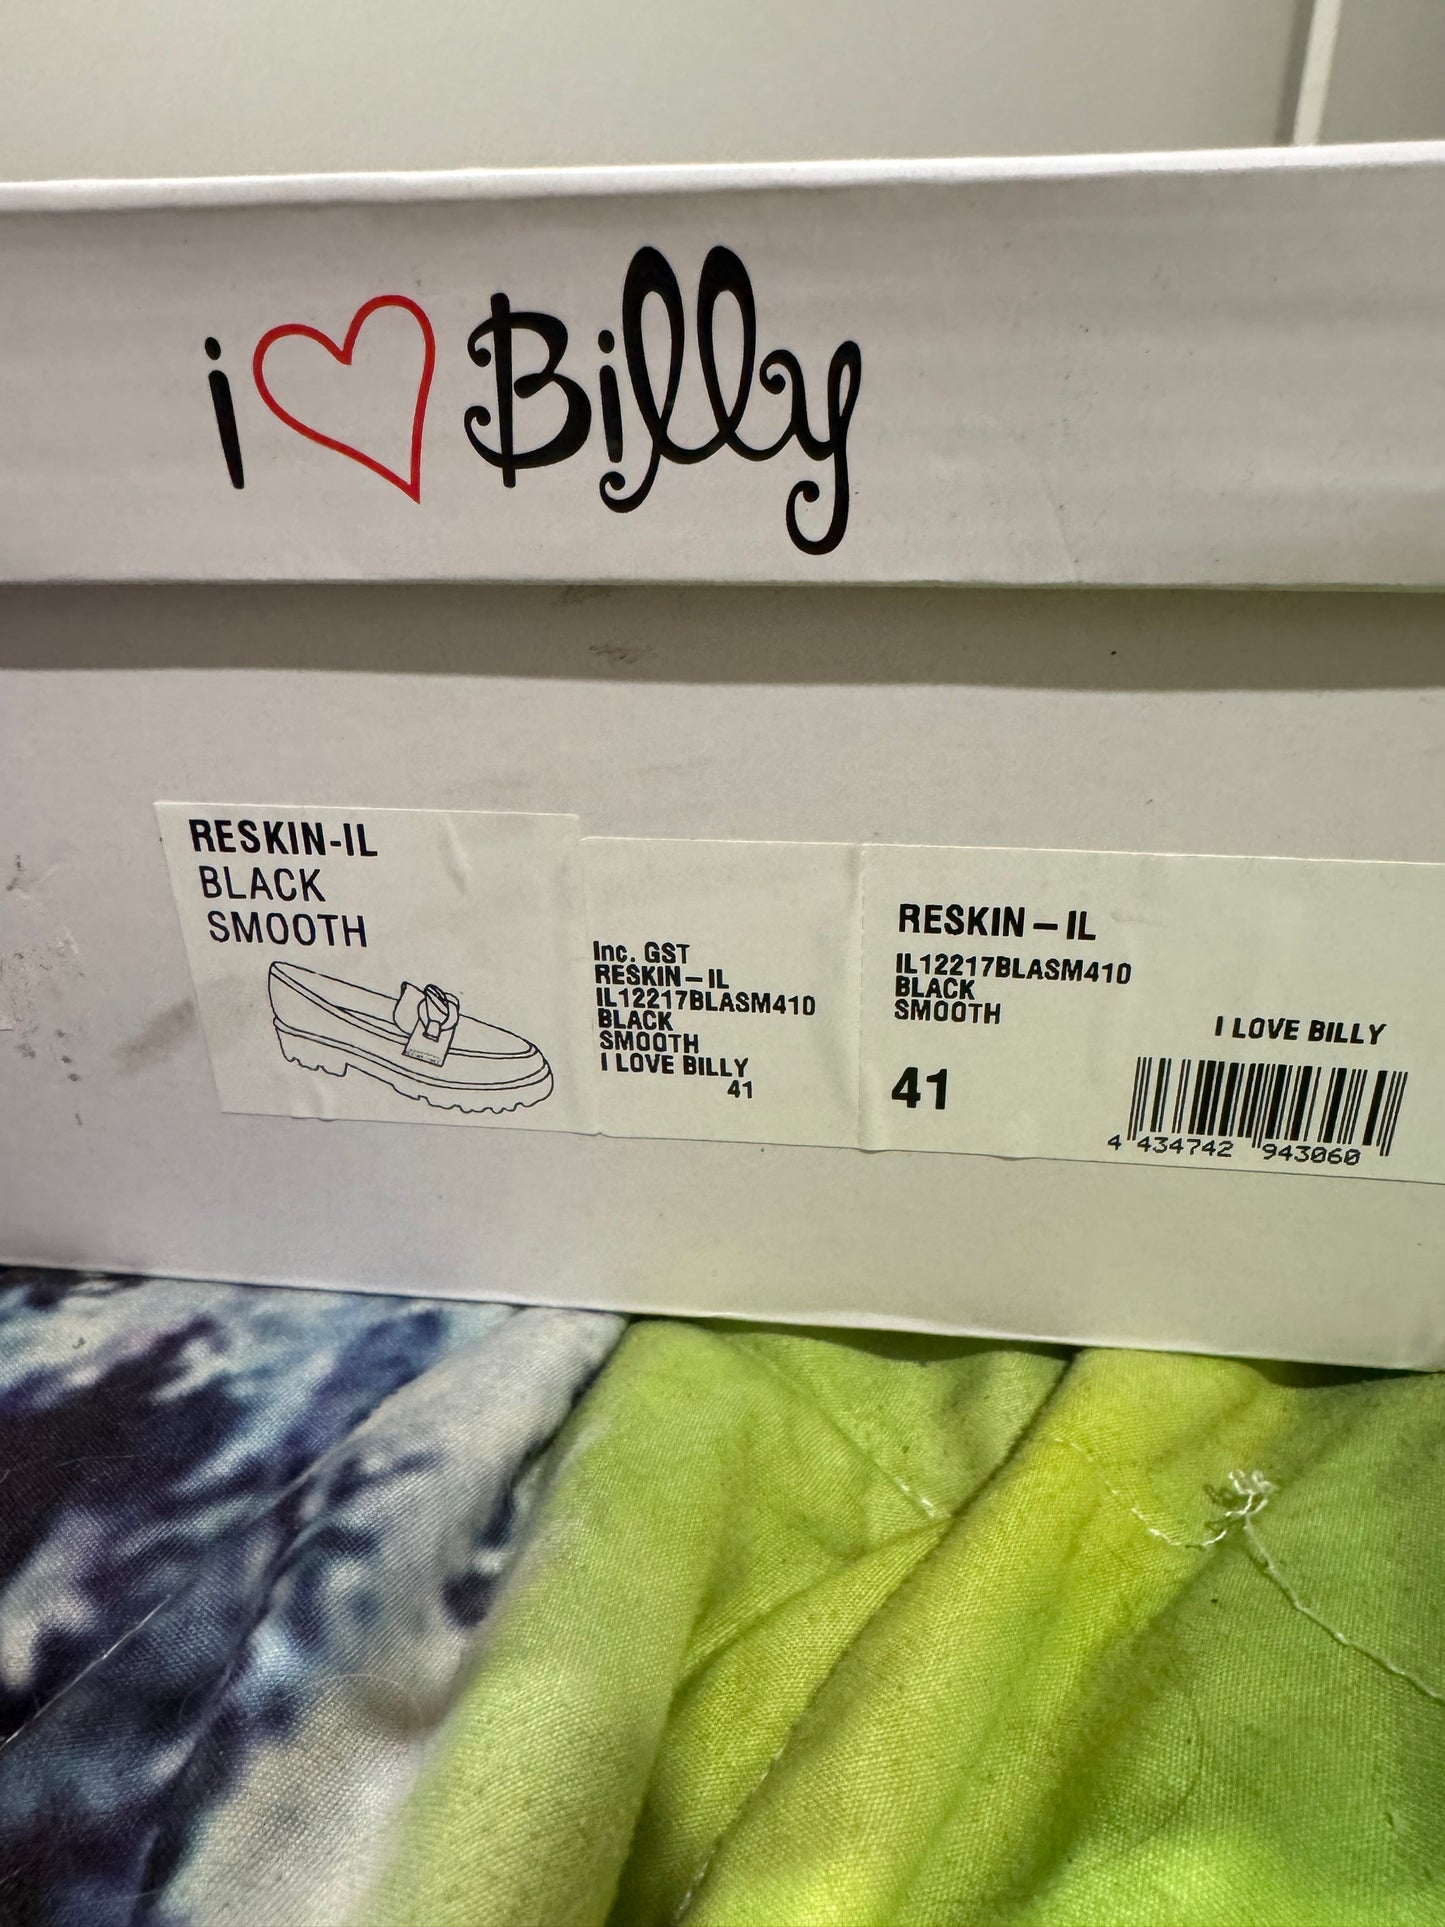 i Billy
RESKIN-IL
BLACK
SMOOTH
Inc. GST
RESKIN-IL
IL12217BLASM410
BLACK
SMOOTH
I LOVE BILLY
41
RESKIN-IL
IL12217BLASM410
BLACK
SMOOTH
I LOVE BILLY
41
4 434742 943060